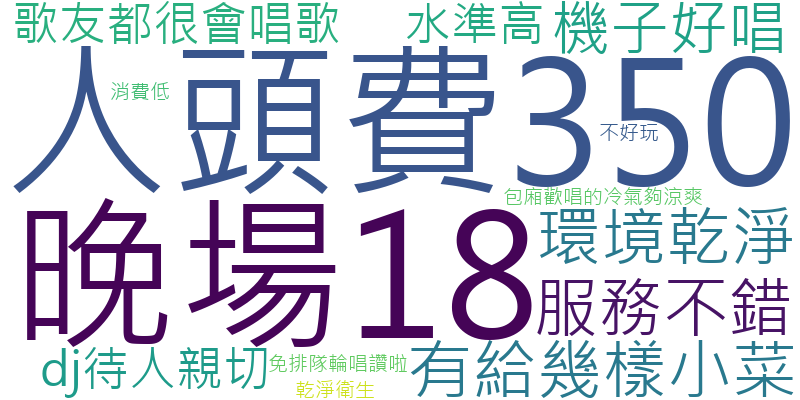 歌友都很會唱歌
水準高
機子好唱
人頭費350
消費低
不好玩
包廂歡唱的冷氣夠涼爽
晚場18
環境乾淨
服務不錯
dj待人親切
免排隊輪唱讚啦
有給幾樣小菜
乾淨衛生